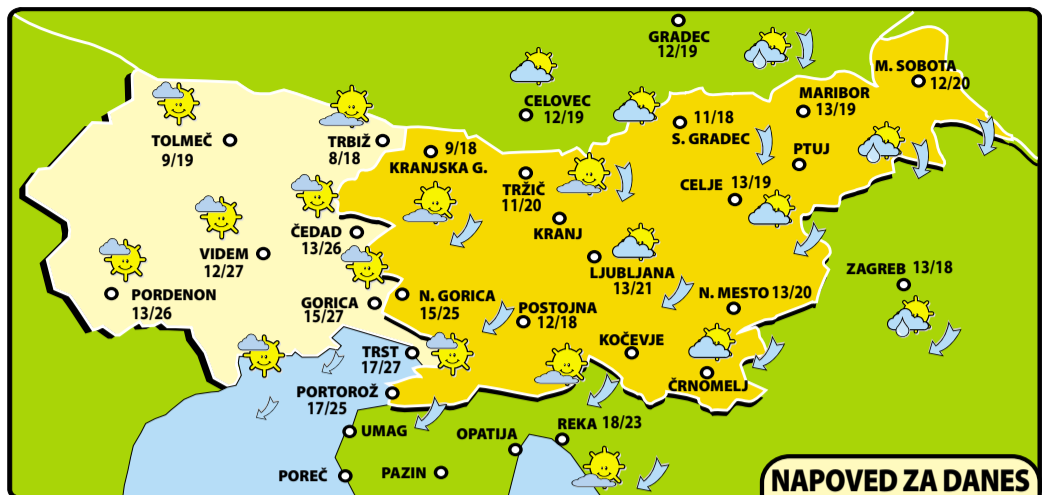 GRADEC
12/19
M. SOBOTA
12/20
CELOVEC
12/19
MARIBOR
13/19
11/18
S. GRADEC
TOLMEČ
9/19
TRBIŽ
8/18
9/18
KRANJSKA G.
PTUJ
TRŽIČ
11/20
CELJE 13/19
KRANJ
ČEDAD
13/26
VIDEM
12/27
LJUBLJANA
13/21
ZAGREB 13/18
PORDENON
13/26
GORICA
15/27
N. GORICA
15/25
POSTOJNA
12/18
N. MESTO 13/20
KOČEVJE
TRST
17/27
ČRNOMELJ
PORTOROŽ
17/25
UMAG
OPATIJA
REKA 18/23
POREČ
PAZIN
NAPOVED ZA DANES